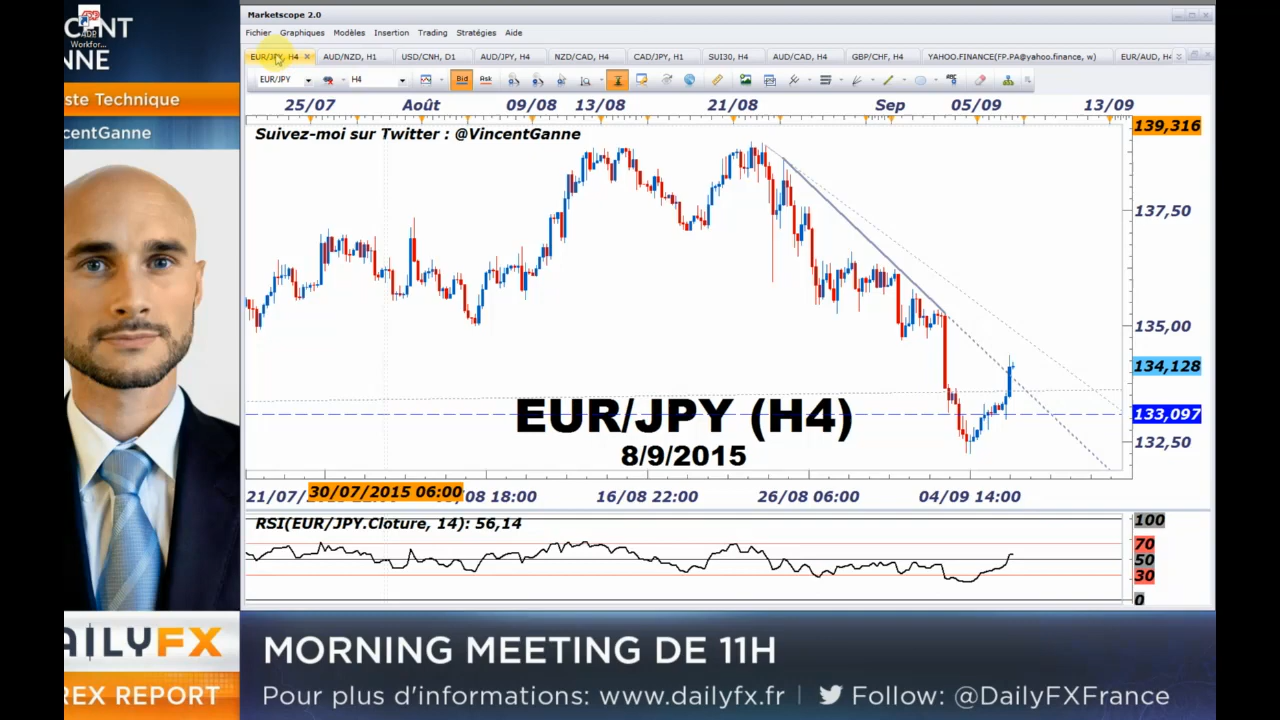 CENT
NNE
ADP
Workfor...
ste Technique
centGanne
AILYFX
REX REPORT
Marketscope 2.0
Fichier Graphiques Modèles Insertion Trading Stratégies Aide
EUR/JPY, H4 AUD/NZD, H1 USD/CNH, D1 AUD/JPY, H4 NZD/CAD, H4 CAD/JPY, H1 SUI30, H4 AUD/CAD, H4 GBP/CHF, H4 YAHOO.FINANCE(FP.PA@yahoo.finance, w) EUR/AUD, H4
EUR/JPY H4 Bid Ask ABC
25/07 Août 09/08 13/08 21/08 Sep 05/09 13/09
Suivez-moi sur Twitter : @VincentGanne
139,316
137,50
135,00
134,128
133,097
132,50
EUR/JPY (H4)
8/9/2015
21/07/ 30/07/2015 06:00 /08 18:00 16/08 22:00 26/08 06:00 04/09 14:00
RSI(EUR/JPY.Cloture, 14): 56,14
100
70
50
30
0
MORNING MEETING DE 11H
Pour plus d'informations: www.dailyfx.fr | Follow: @DailyFXFrance